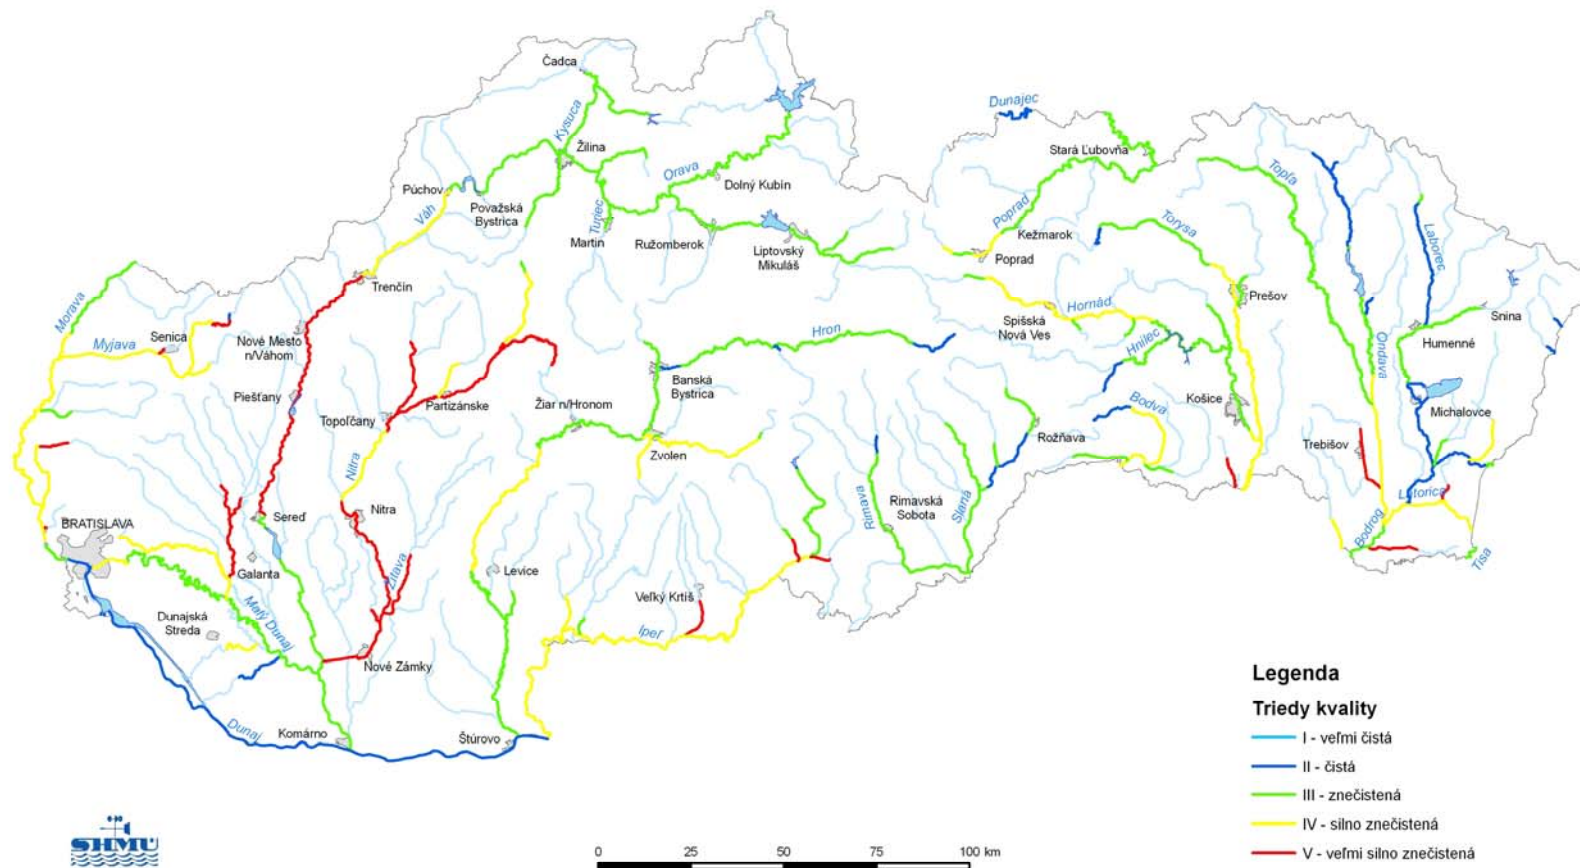 Čadca
Dunajec
Kysuca
Žilina
Stará Ľubovňa
Topľa
Orava
Dolný Kubín
Púchov
Považská
Bystrica
Váh
Turiec
Martin
Ružomberok
Liptovský
Mikuláš
Poprad
Kežmarok
Poprad
Torysa
Laborec
Trenčín
Prešov
Morava
Hornád
Spišská
Nová Ves
Snina
Senica
Myjava
Nové Mesto
n/Váhom
Hron
Hnilec
Ondava
Humenné
Banská
Bystrica
Piešťany
Partizánske
Topoľčany
Žiar n/Hronom
Košice
Bodva
Michalovce
Rožňava
Trebišov
Zvolen
Nitra
Latorica
Rimavská
Sobota
Rimava
Slaná
BRATISLAVA
Sereď
Nitra
Bodrog
Tisa
Galanta
Žitava
Levice
Veľký Krtíš
Malý Dunaj
Dunajská
Streda
Ipeľ
Nové Zámky
Dunaj
Komárno
Štúrovo
Legenda
Triedy kvality
I - veľmi čistá
II - čistá
III - znečistená
IV - silno znečistená
V - veľmi silno znečistená
SHMÚ
0 25 50 75 100 km